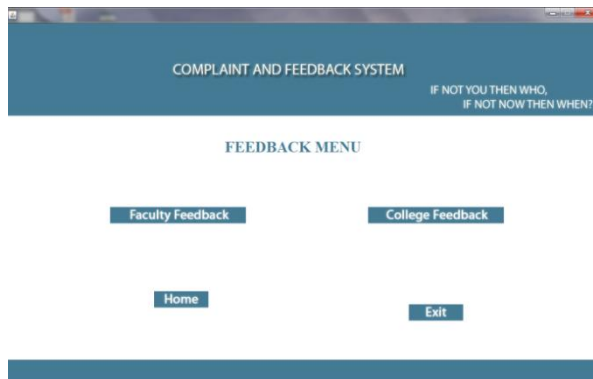 COMPLAINT AND FEEDBACK SYSTEM
IF NOT YOU THEN WHO,
IF NOT NOW THEN WHEN?
FEEDBACK MENU
Faculty Feedback
College Feedback
Home
Exit